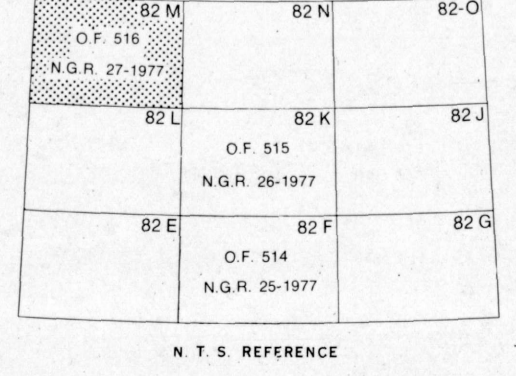 82 M 82 N 82-O
O.F. 516
N.G.R. 27-1977
82 L 82 K 82 J
O.F. 515
N.G.R. 26-1977
82 E 82 F 82 G
O.F. 514
N.G.R. 25-1977
N. T. S. REFERENCE